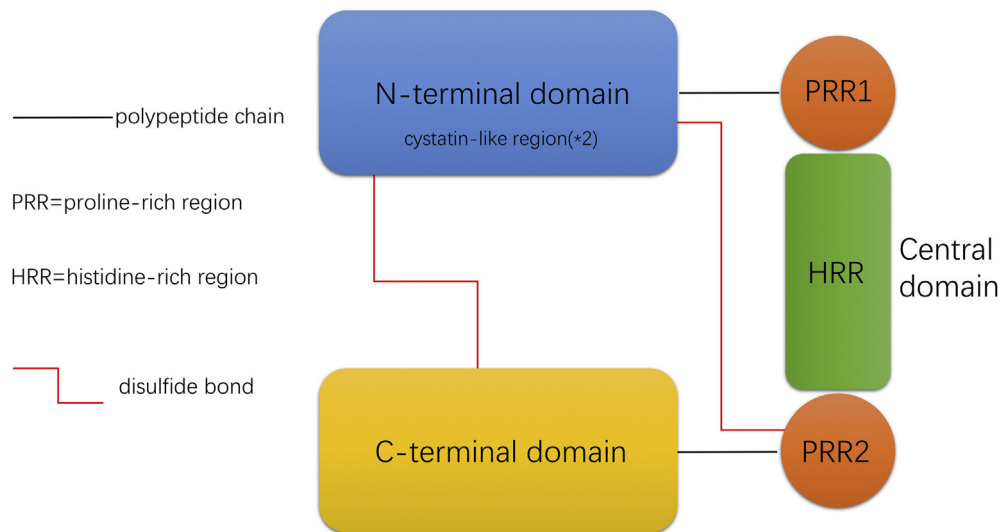 N-terminal domain
cystatin-like region(*2)
PRR1
polypeptide chain
PRR=proline-rich region
HRR=histidine-rich region
HRR
Central
domain
disulfide bond
C-terminal domain
PRR2